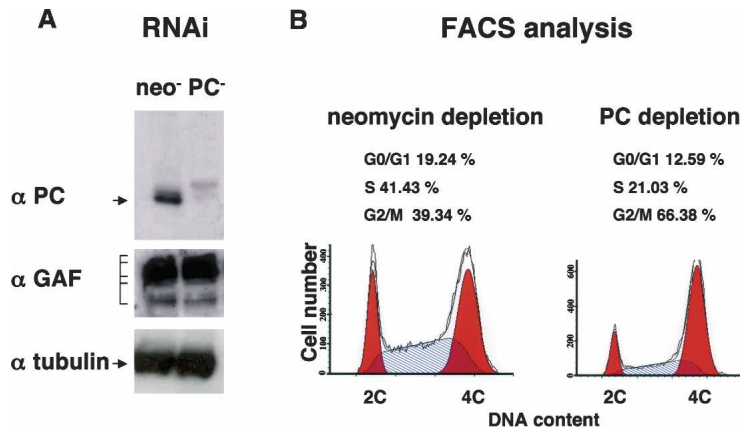 A
RNAi
neo- PC-
α PC
α GAF
α tubulin
B
FACS analysis
neomycin depletion
G0/G1 19.24 %
S 41.43 %
G2/M 39.34 %
PC depletion
G0/G1 12.59 %
S 21.03 %
G2/M 66.38 %
Cell number
400
300
200
100
0
2C
4C
600
400
200
0
2C
4C
DNA content